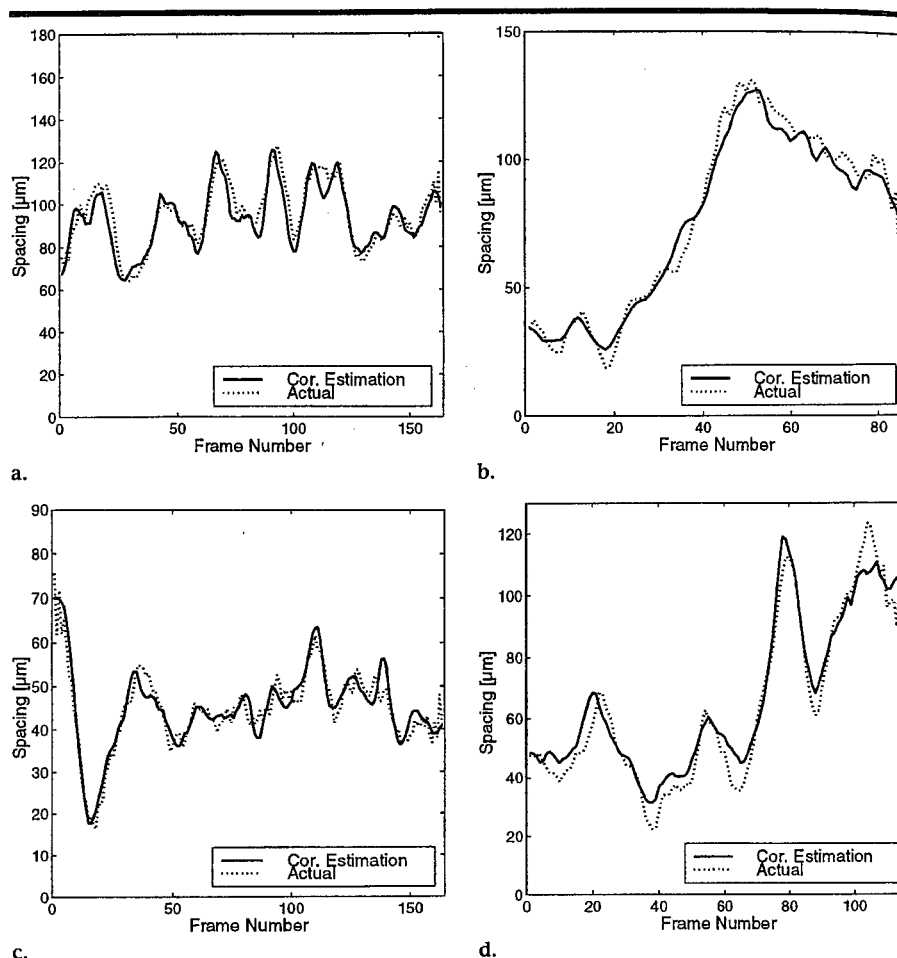 180
160
140
120
100
80
60
40
20
0
Spacing [µm]
Cor. Estimation
Actual
0 50 100 150
Frame Number
a.
150
100
50
0
Spacing [µm]
Cor. Estimation
Actual
0 20 40 60 80
Frame Number
b.
90
80
70
60
50
40
30
20
10
0
Spacing [µm]
Cor. Estimation
Actual
0 50 100 150
Frame Number
c.
120
100
80
60
40
20
0
Spacing [µm]
Cor. Estimation
Actual
0 20 40 60 80 100
Frame Number
d.